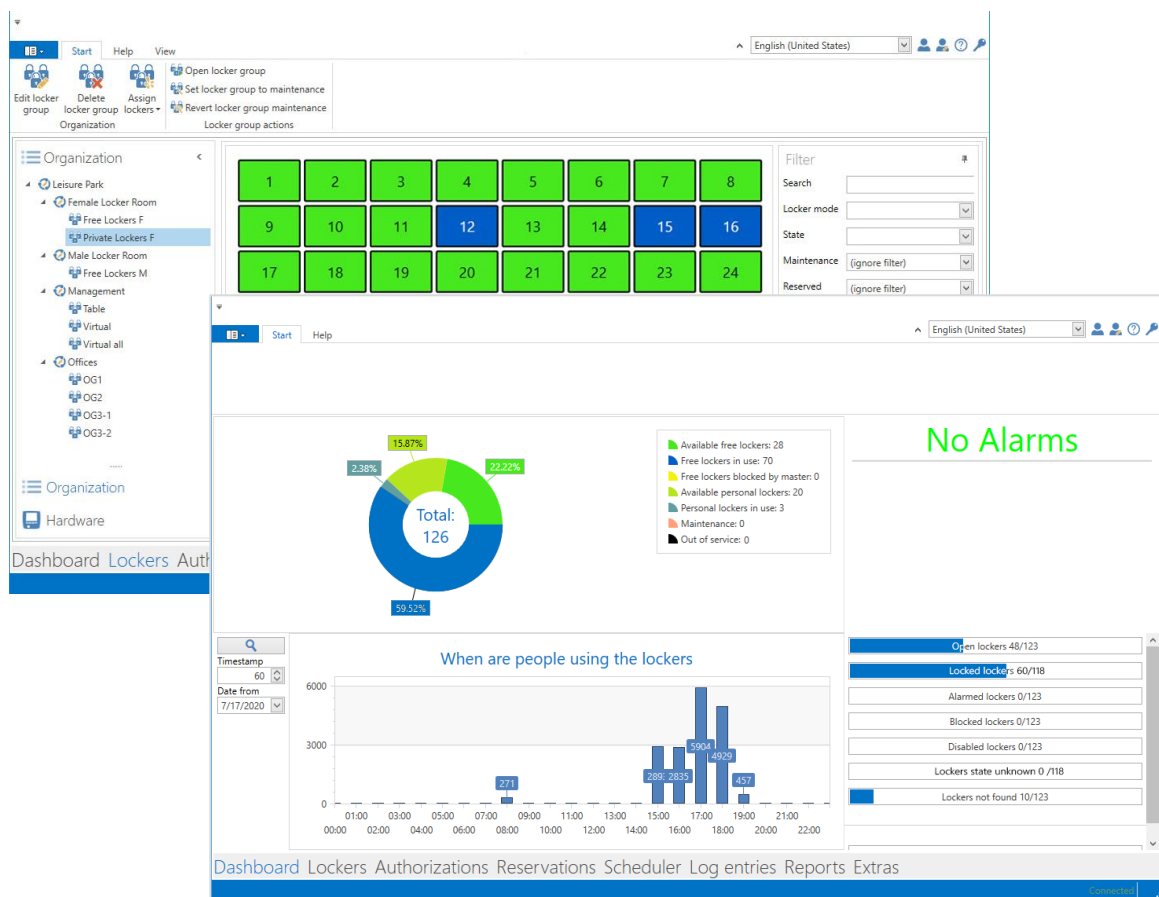 Start Help View
English (United States)
Edit locker group
Delete locker group
Assign lockers
Open locker group
Set locker group to maintenance
Revert locker group maintenance
Organization
Locker group actions
Organization
Leisure Park
Female Locker Room
Free Lockers F
Private Lockers F
Male Locker Room
Free Lockers M
Management
Table
Virtual
Virtual all
Offices
OG1
OG2
OG3-1
OG3-2
Organization
Hardware
1 2 3 4 5 6 7 8
9 10 11 12 13 14 15 16
17 18 19 20 21 22 23 24
Filter
Search
Locker mode
State
Maintenance (ignore filter)
Reserved (ignore filter)
Dashboard Lockers
Start Help
English (United States)
15.87%
2.38%
22.22%
Total:
126
59.52%
Available free lockers: 28
Free lockers in use: 70
Free lockers blocked by master: 0
Available personal lockers: 20
Personal lockers in use: 3
Maintenance: 0
Out of service: 0
No Alarms
Timestamp
60
Date from
7/17/2020
When are people using the lockers
6000
3000
0
271
2835
5904
4929
457
01:00 03:00 05:00 07:00 09:00 11:00 13:00 15:00 17:00 19:00 21:00
00:00 02:00 04:00 06:00 08:00 10:00 12:00 14:00 16:00 18:00 20:00 22:00
Open lockers 48/123
Locked lockers 60/118
Alarmed lockers 0/123
Blocked lockers 0/123
Disabled lockers 0/123
Lockers state unknown 0 /118
Lockers not found 10/123
Dashboard Lockers Authorizations Reservations Scheduler Log entries Reports Extras
Connected